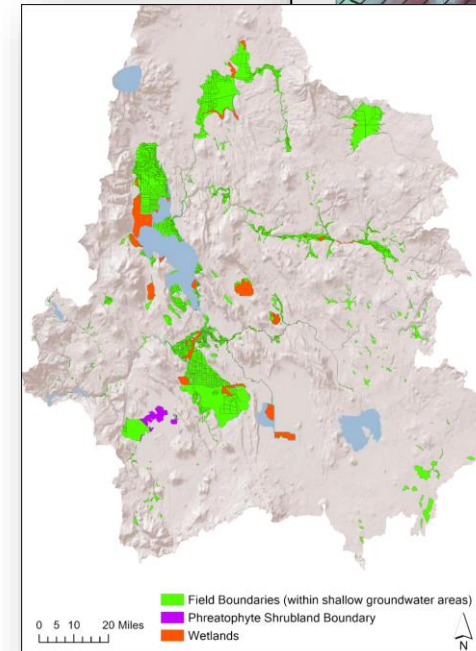 Field Boundaries (within shallow groundwater areas)
Phreatophyte Shrubland Boundary
Wetlands
0 5 10 20 Miles
N